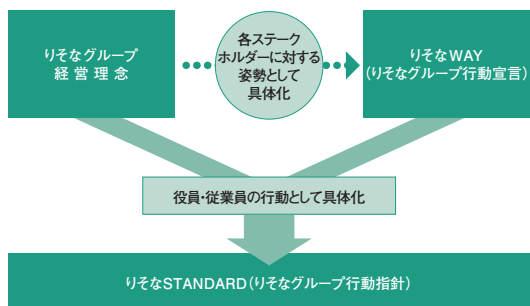 りそなグループ
経営理念
各ステーク
ホルダーに対する
姿勢として
具体化
りそなWAY
(りそなグループ行動宣言)
役員・従業員の行動として具体化
りそなSTANDARD(りそなグループ行動指針)